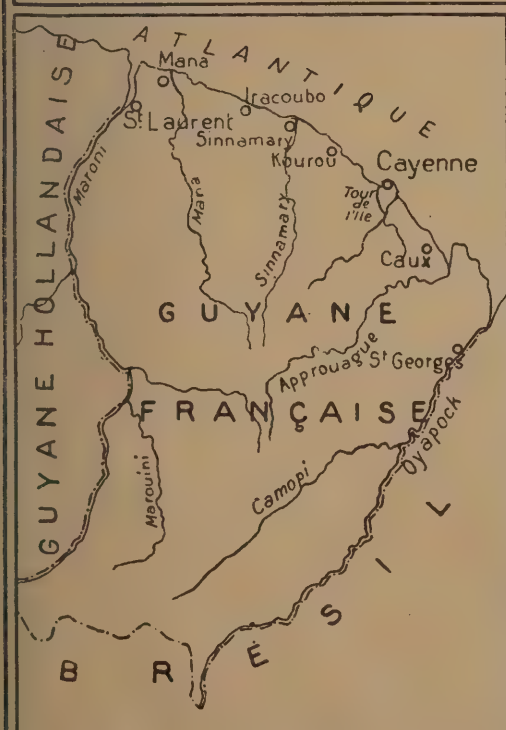 ATLANTIQUE
Mana
Iracoubo
St Laurent
Sinnamary
Kourou
Cayenne
Tour
de
l'Ile
Caux
Maroni
Mana
Sinnamary
GUYANE HOLLANDAISE
GUYANE
Approuague
St Georges
FRANÇAISE
Oyapock
Marouini
Camopi
BRÉSIL